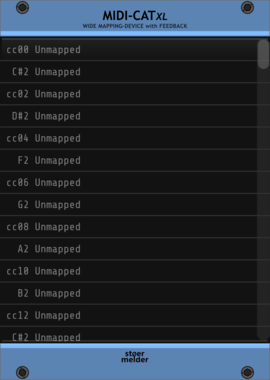 MIDI-CAT XL
WIDE MAPPING-DEVICE with FEEDBACK
cc00 Unmapped
C#2 Unmapped
cc02 Unmapped
D#2 Unmapped
cc04 Unmapped
F2 Unmapped
cc06 Unmapped
G2 Unmapped
cc08 Unmapped
A2 Unmapped
cc10 Unmapped
B2 Unmapped
cc12 Unmapped
C#2 Unmapped
stoer
melder